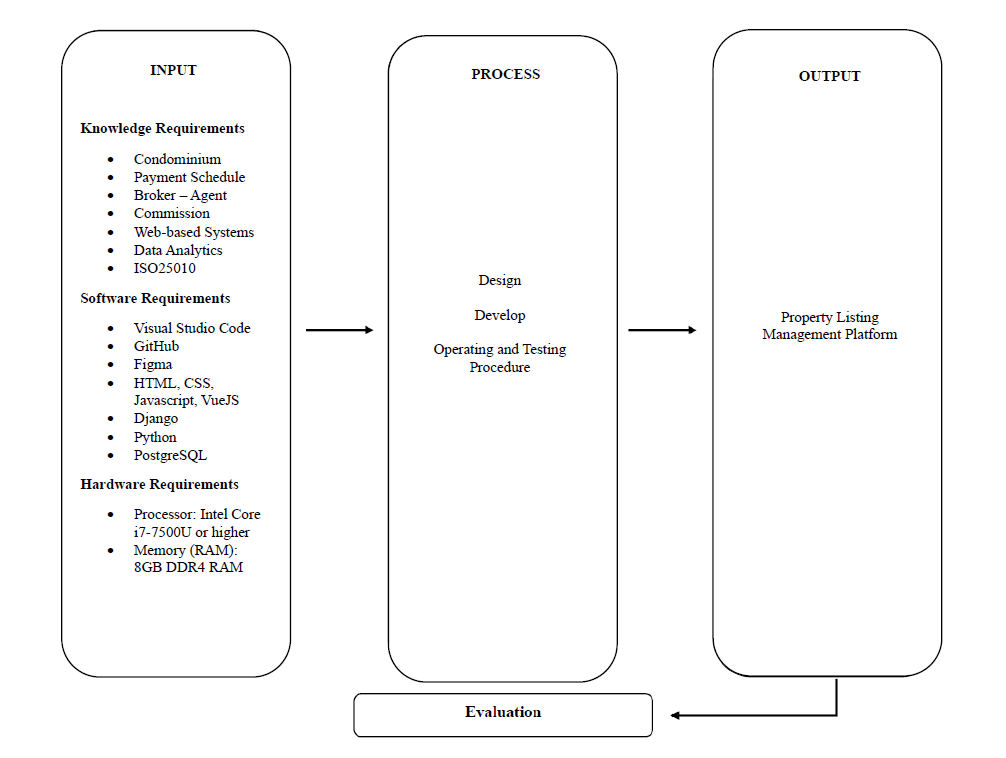 INPUT
Knowledge Requirements
• Condominium
• Payment Schedule
• Broker – Agent
• Commission
• Web-based Systems
• Data Analytics
• ISO25010
Software Requirements
• Visual Studio Code
• GitHub
• Figma
• HTML, CSS,
Javascript, VueJS
• Django
• Python
• PostgreSQL
Hardware Requirements
• Processor: Intel Core
i7-7500U or higher
• Memory (RAM):
8GB DDR4 RAM
PROCESS
Design
Develop
Operating and Testing
Procedure
OUTPUT
Property Listing
Management Platform
Evaluation